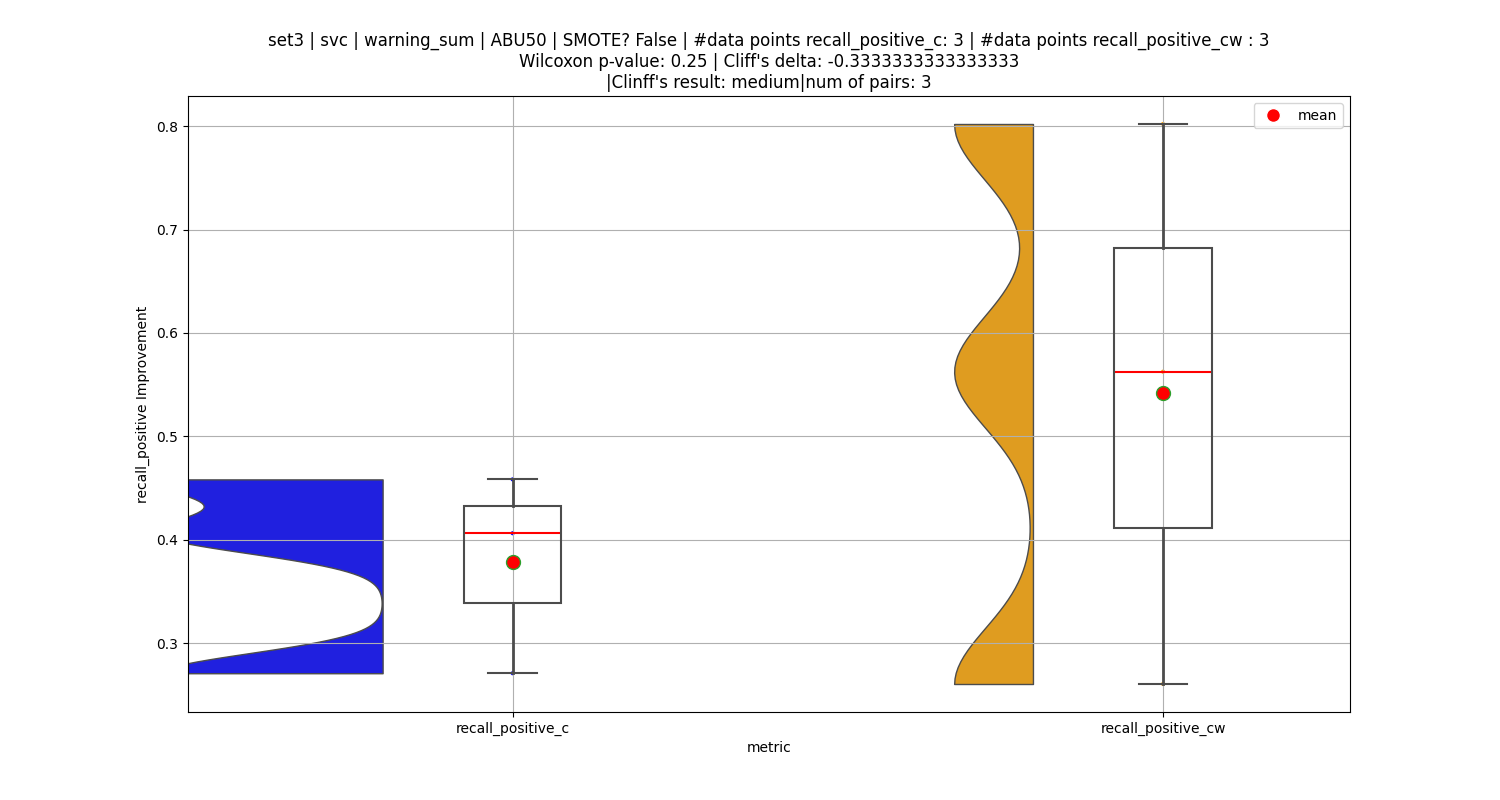 set3 | svc | warning_sum | ABU50 | SMOTE? False | #data points recall_positive_c: 3 | #data points recall_positive_cw : 3
Wilcoxon p-value: 0.25 | Cliff's delta: -0.3333333333333333
|Clinff's result: medium|num of pairs: 3
mean
0.8
0.7
0.6
0.5
0.4
0.3
recall_positive Improvement
recall_positive_c
recall_positive_cw
metric